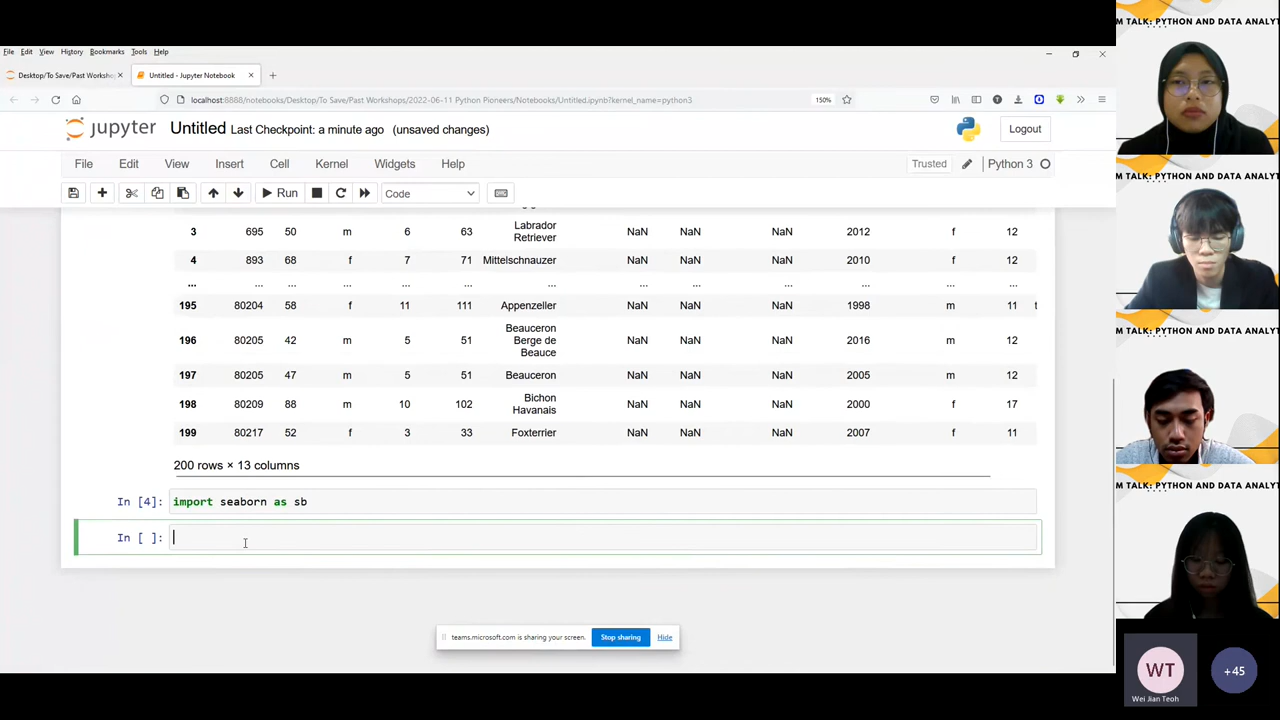 File Edit View History Bookmarks Tools Help
Desktop/To Save/Past Workshop
Untitled - Jupyter Notebook
localhost:8888/notebooks/Desktop/To Save/Past Workshops/2022-06-11 Python Pioneers/Notebooks/Untitled.ipynb?kernel_name=python3
150%
jupyter Untitled Last Checkpoint: a minute ago (unsaved changes)
Logout
File Edit View Insert Cell Kernel Widgets Help
Trusted Python 3
Run Code
3 695 50 m 6 63 Labrador Retriever NaN NaN NaN 2012 f 12
4 893 68 f 7 71 Mittelschnauzer NaN NaN NaN 2010 f 12
... ... ... ... ... ... ... ... ... ... ... ... ...
195 80204 58 f 11 111 Appenzeller NaN NaN NaN 1998 m 11 t
196 80205 42 m 5 51 Beauceron Berge de Beauce NaN NaN NaN 2016 m 12
197 80205 47 m 5 51 Beauceron NaN NaN NaN 2005 m 12
198 80209 88 m 10 102 Bichon Havanais NaN NaN NaN 2000 f 17
199 80217 52 f 3 33 Foxterrier NaN NaN NaN 2007 f 11
200 rows × 13 columns
In [4]: import seaborn as sb
In [ ]:
teams.microsoft.com is sharing your screen. Stop sharing Hide
M TALK: PYTHON AND DATA ANALYT
M TALK: PYTHON AND DATA ANALYT
M TALK: PYTHON AND DATA ANALYT
M TALK: PYTHON AND DATA ANALYT
WT
Wei Jian Teoh
+45